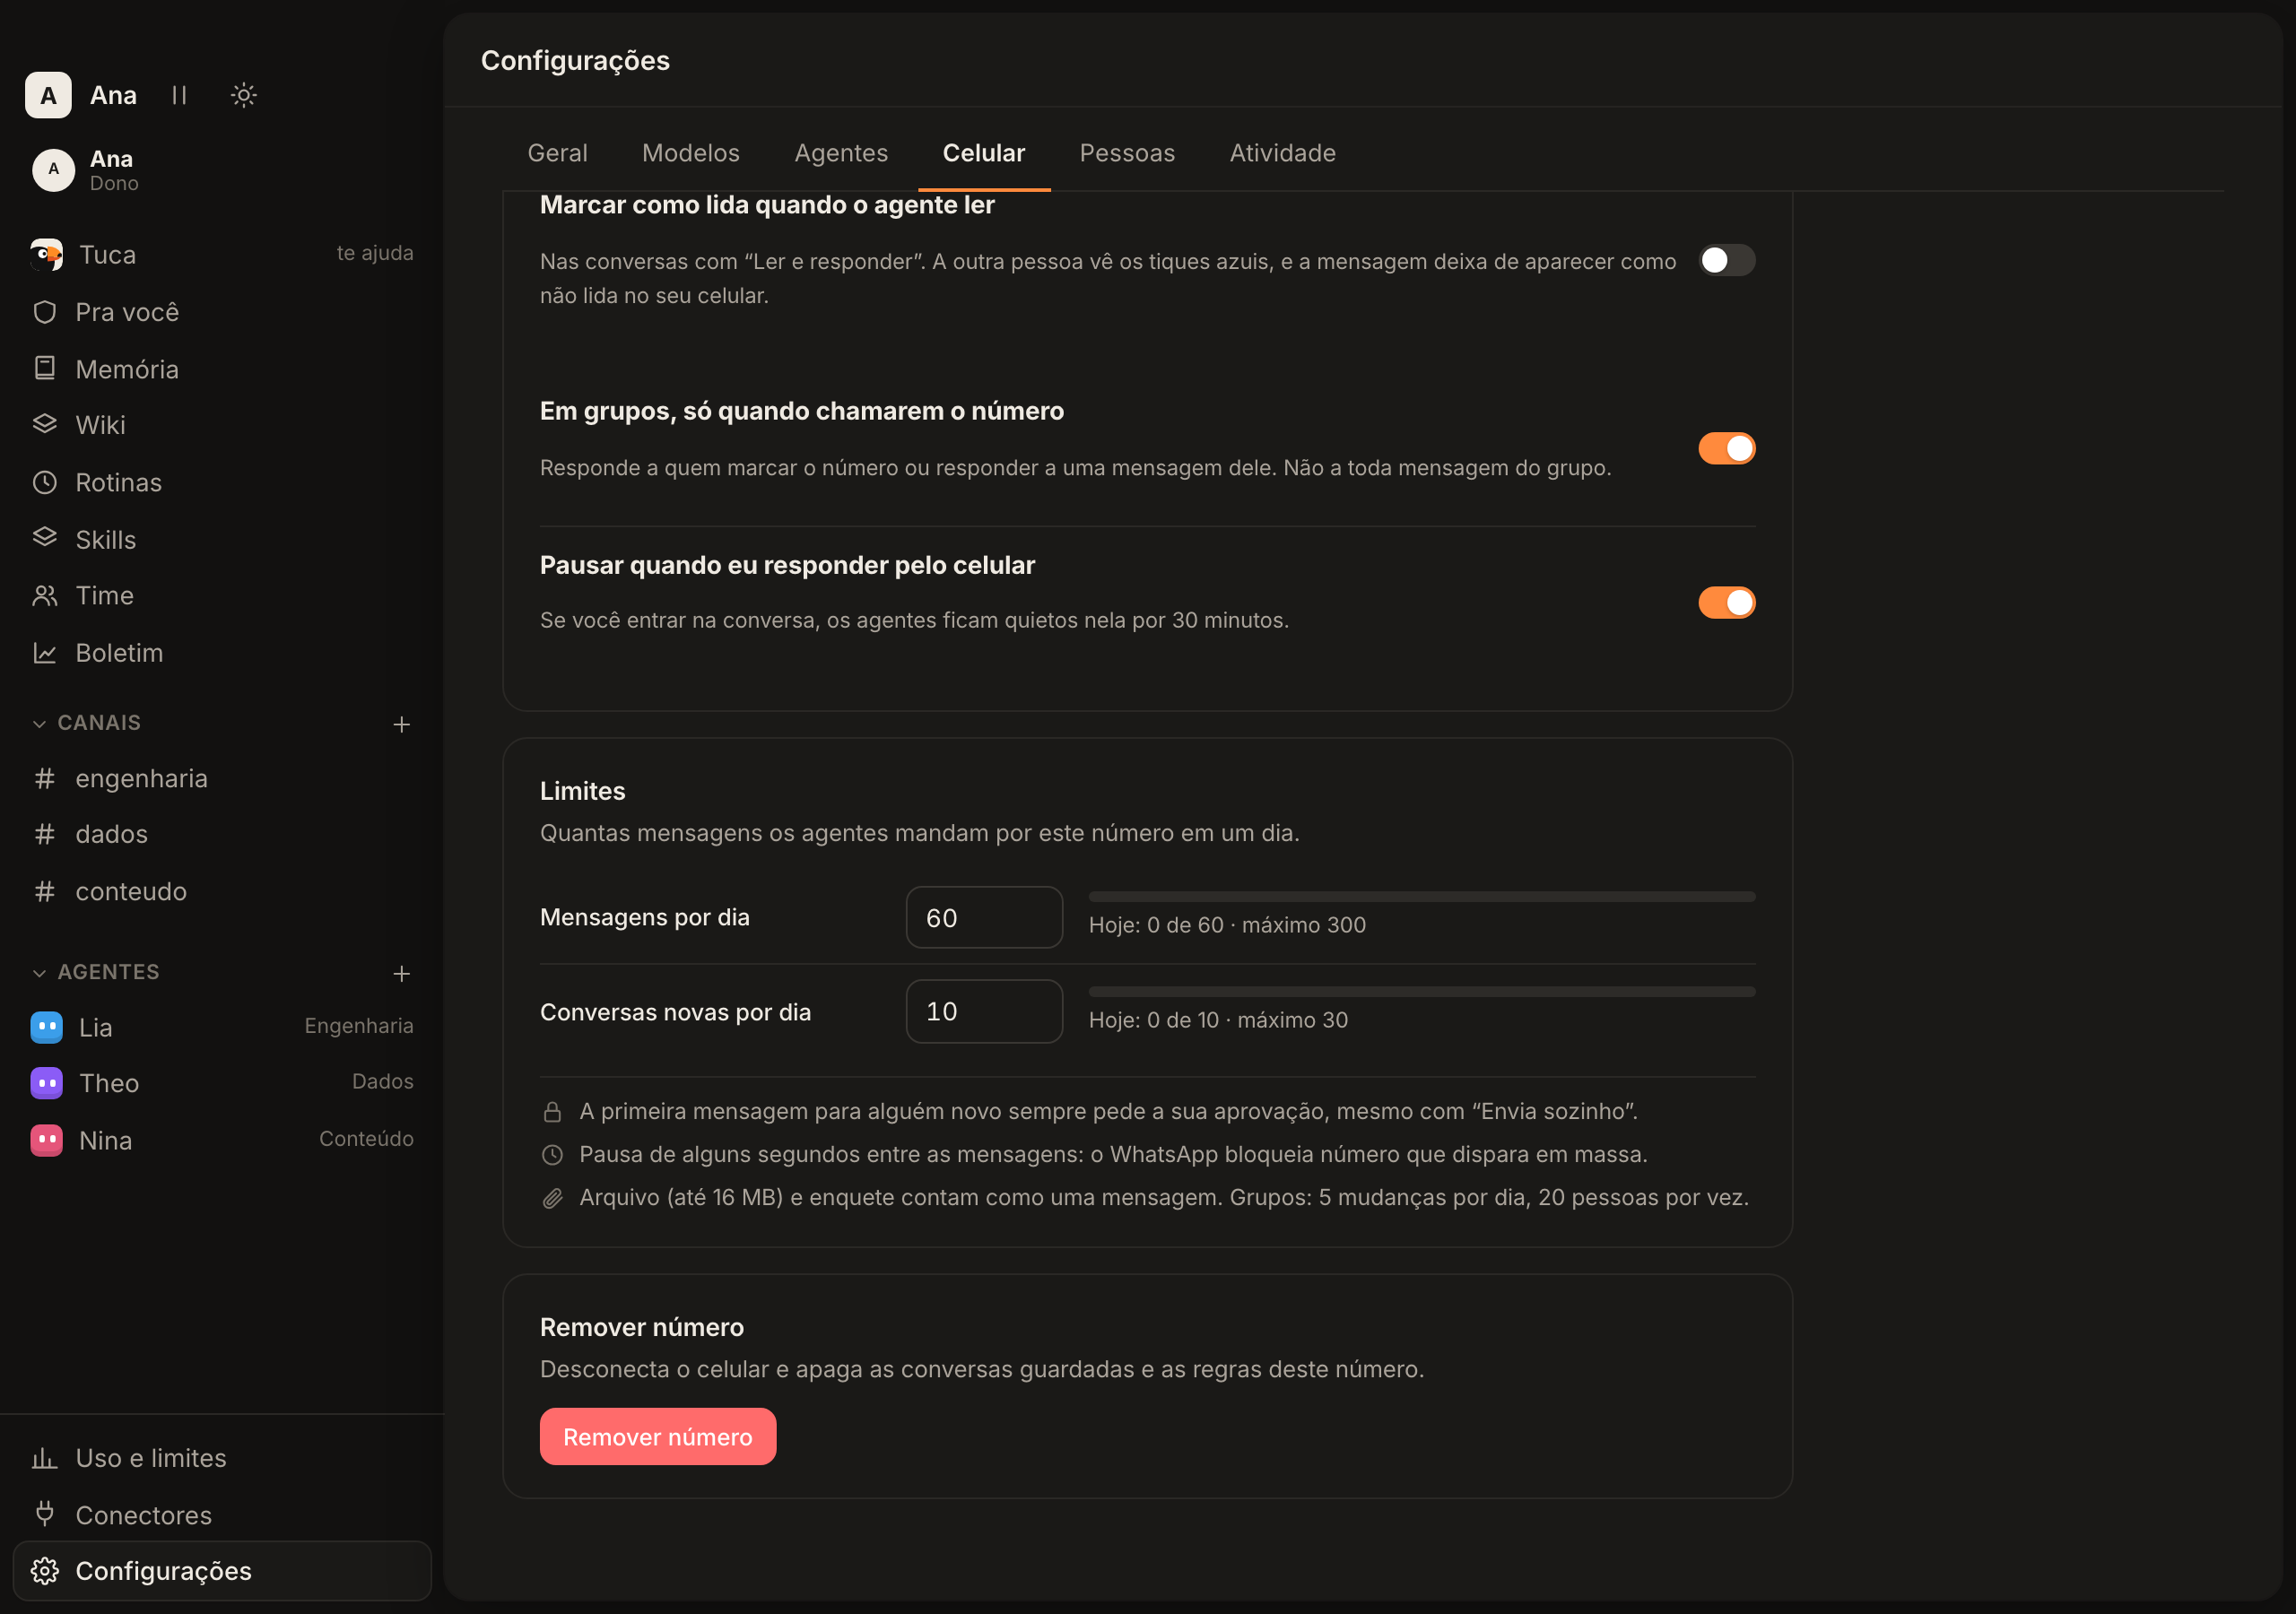 A
Ana
A
Ana
Dono
Tuca
te ajuda
Pra você
Memória
Wiki
Rotinas
Skills
Time
Boletim
CANAIS
# engenharia
# dados
# conteudo
AGENTES
Lia
Engenharia
Theo
Dados
Nina
Conteúdo
Uso e limites
Conectores
Configurações
Configurações
Geral Modelos Agentes Celular Pessoas Atividade
Marcar como lida quando o agente ler
Nas conversas com “Ler e responder”. A outra pessoa vê os tiques azuis, e a mensagem deixa de aparecer como
não lida no seu celular.
Em grupos, só quando chamarem o número
Responde a quem marcar o número ou responder a uma mensagem dele. Não a toda mensagem do grupo.
Pausar quando eu responder pelo celular
Se você entrar na conversa, os agentes ficam quietos nela por 30 minutos.
Limites
Quantas mensagens os agentes mandam por este número em um dia.
Mensagens por dia
60
Hoje: 0 de 60 · máximo 300
Conversas novas por dia
10
Hoje: 0 de 10 · máximo 30
A primeira mensagem para alguém novo sempre pede a sua aprovação, mesmo com “Envia sozinho”.
Pausa de alguns segundos entre as mensagens: o WhatsApp bloqueia número que dispara em massa.
Arquivo (até 16 MB) e enquete contam como uma mensagem. Grupos: 5 mudanças por dia, 20 pessoas por vez.
Remover número
Desconecta o celular e apaga as conversas guardadas e as regras deste número.
Remover número